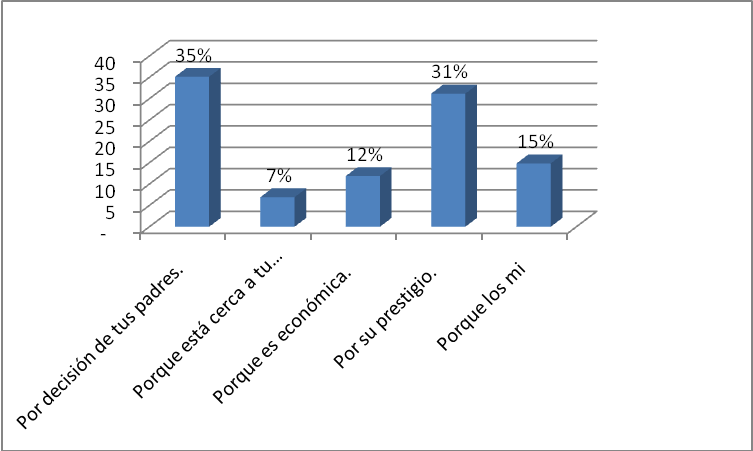 40
35
30
25
20
15
10
5
-
35%
7%
12%
31%
15%
Por decisión de tus padres.
Porque está cerca a tu...
Porque es económica.
Por su prestigio.
Porque los mi